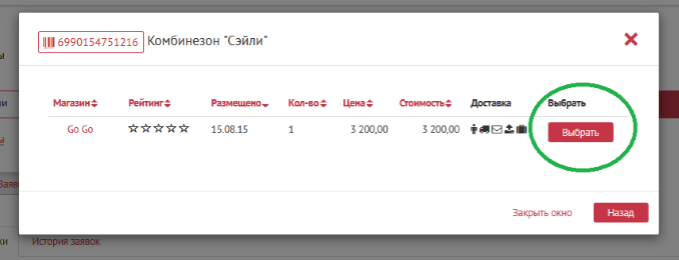 6990154751216 Комбинезон "Сэйли"
Магазин Рейтинг Размещено Кол-во Цена Стоимость Доставка Выбрать
Go Go 15.08.15 1 3 200,00 3 200,00 Выбрать
Закрыть окно Назад
История заявок